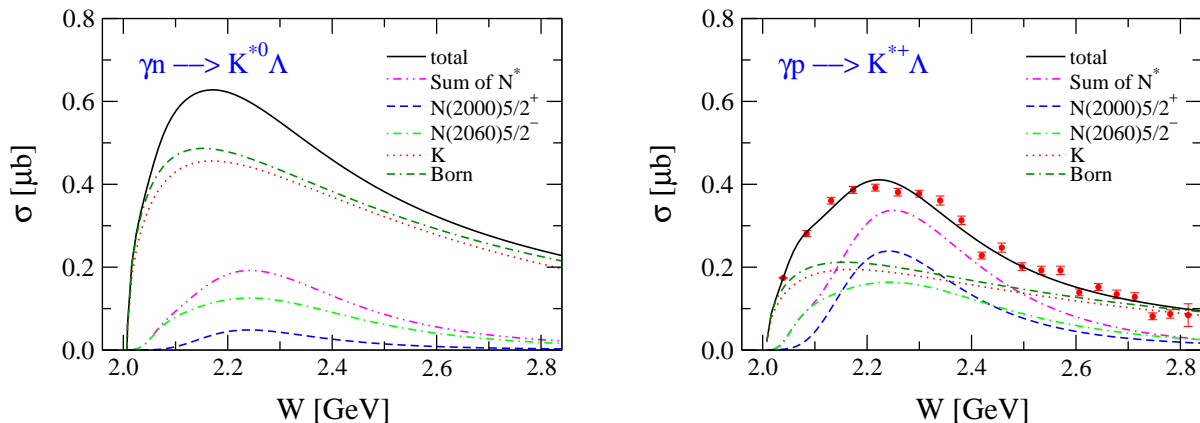 γn —–> K*0Λ
total
Sum of N*
N(2000)5/2+
N(2060)5/2−
K
Born
σ [μb]
0.8
0.6
0.4
0.2
0.0
2.0
2.2
2.4
2.6
2.8
W [GeV]
γp —–> K*+Λ
total
Sum of N*
N(2000)5/2+
N(2060)5/2−
K
Born
σ [μb]
0.8
0.6
0.4
0.2
0.0
2.0
2.2
2.4
2.6
2.8
W [GeV]